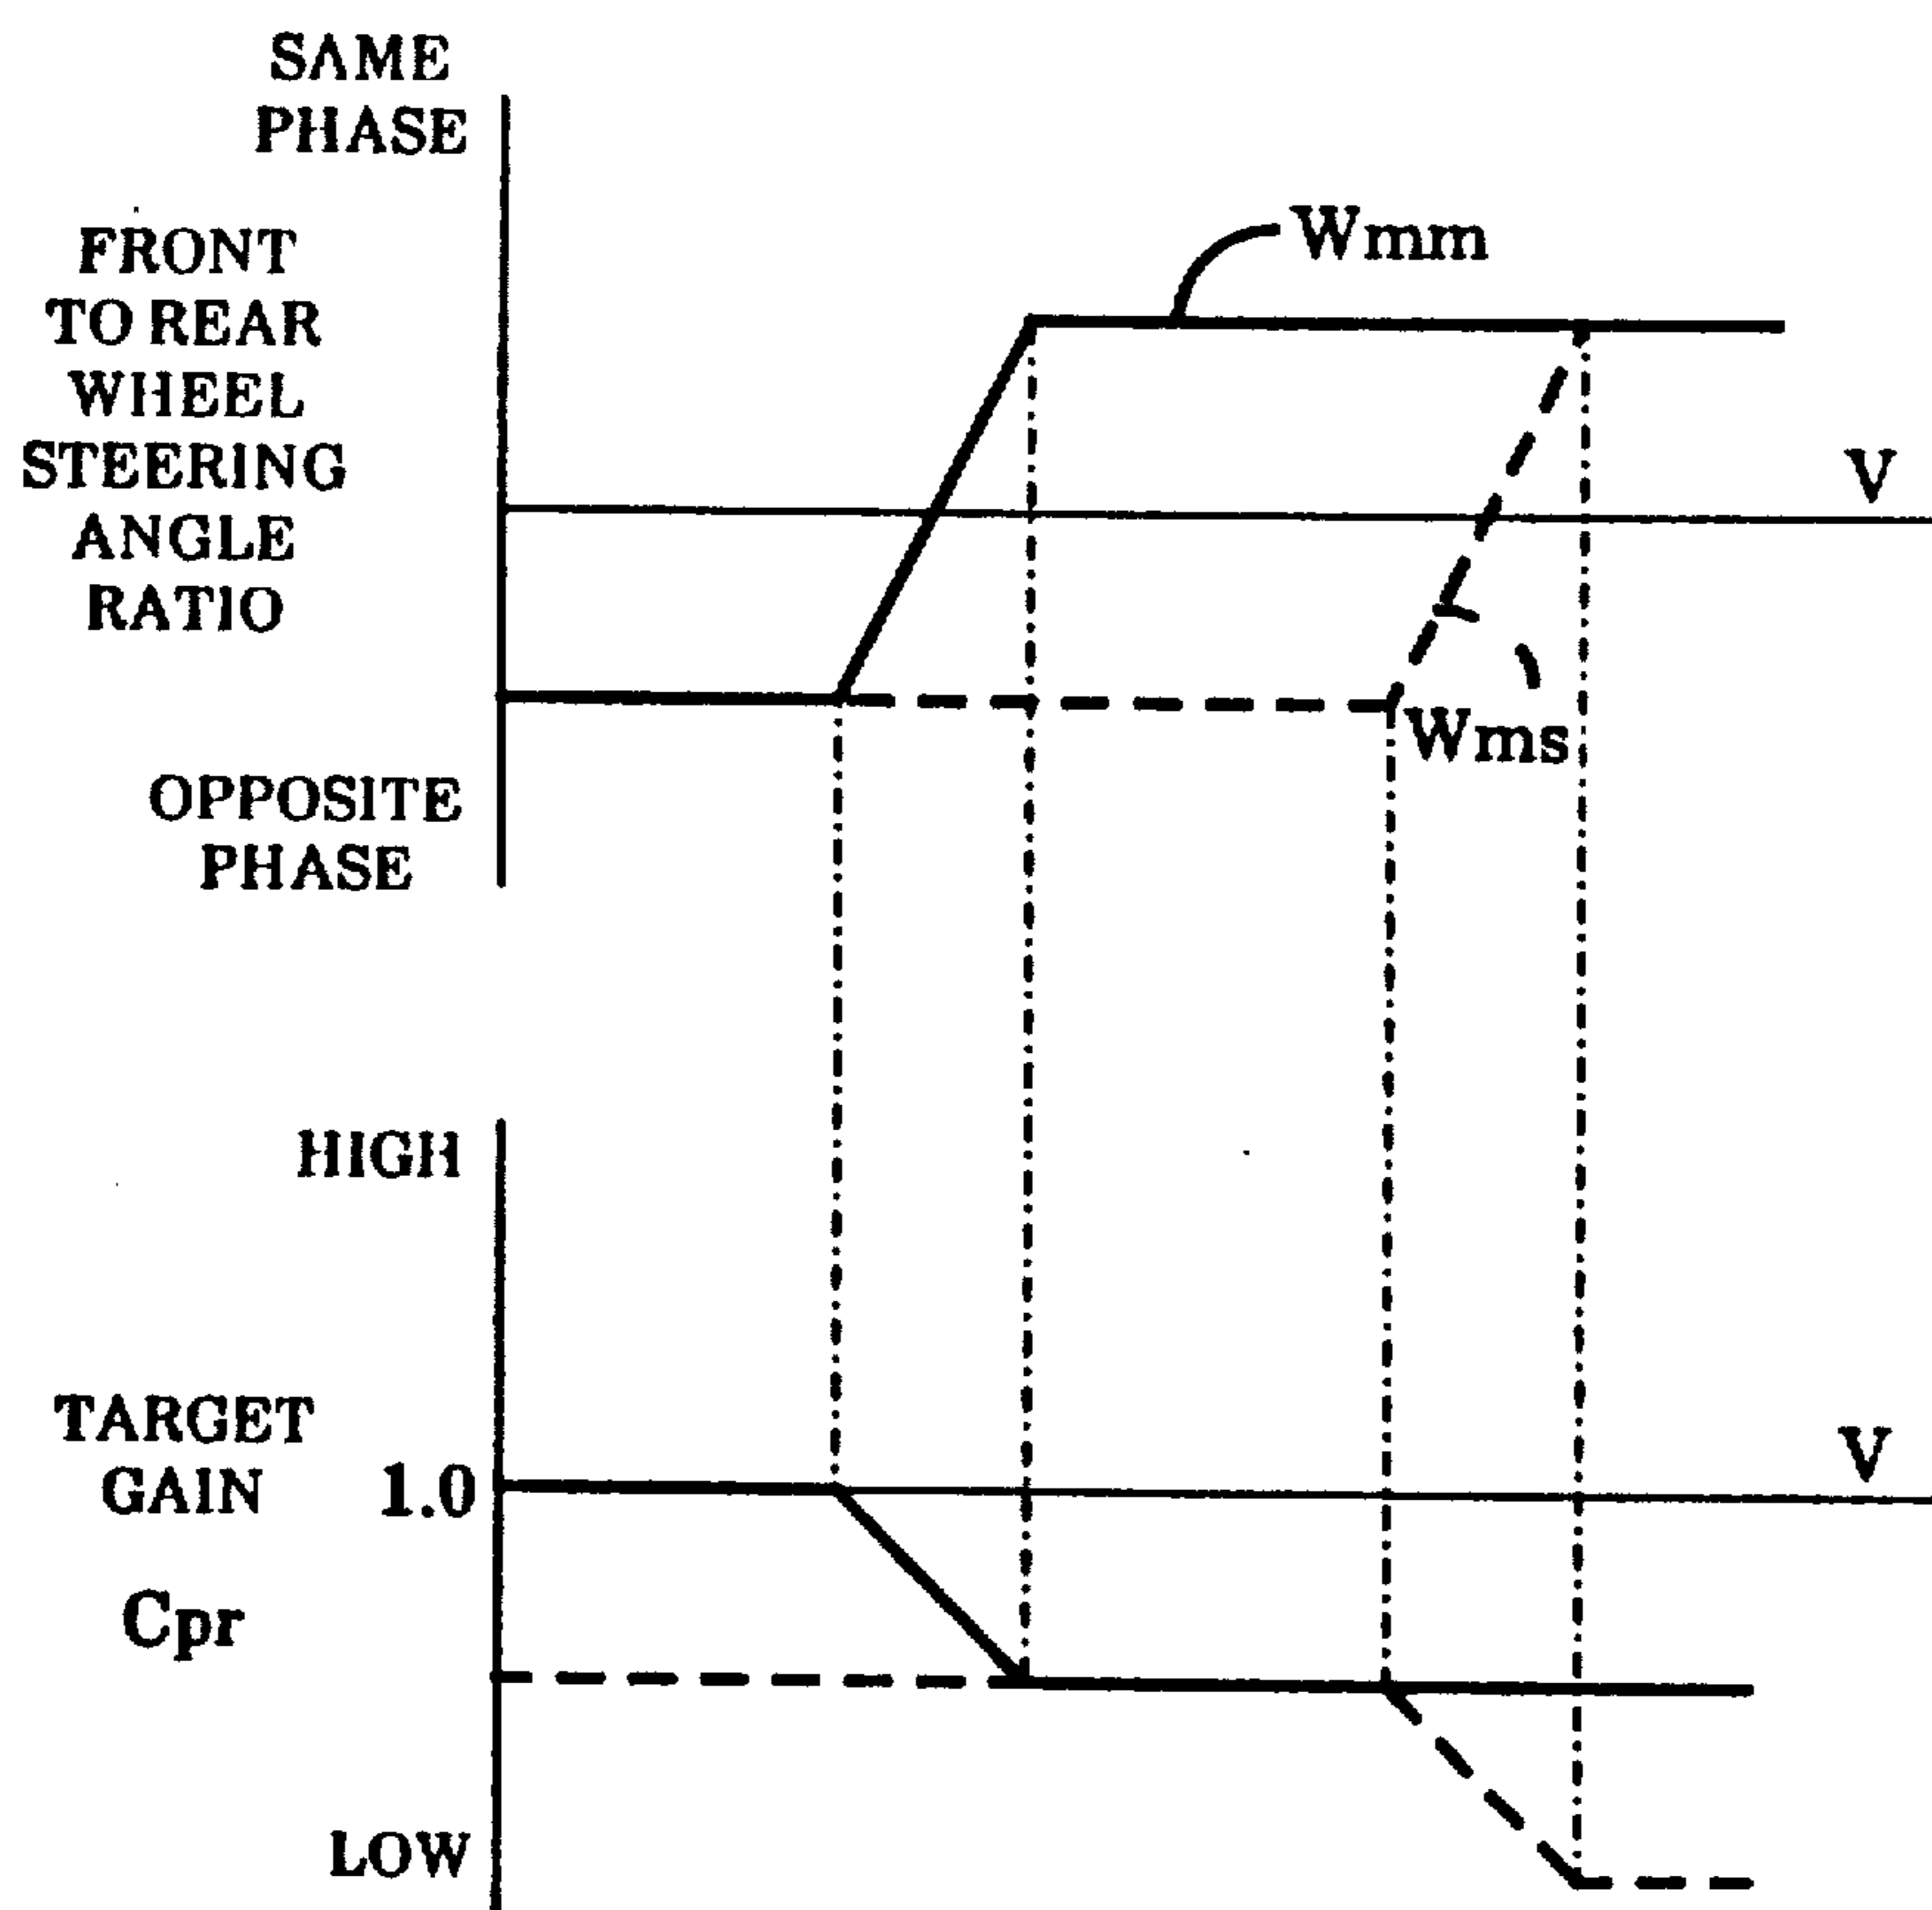 SAME
PHASE
FRONT
TO REAR
WHEEL
STEERING
ANGLE
RATIO
Wmm
V
Wms
OPPOSITE
PHASE
HIGH
TARGET
GAIN
1.0
V
Cpr
LOW